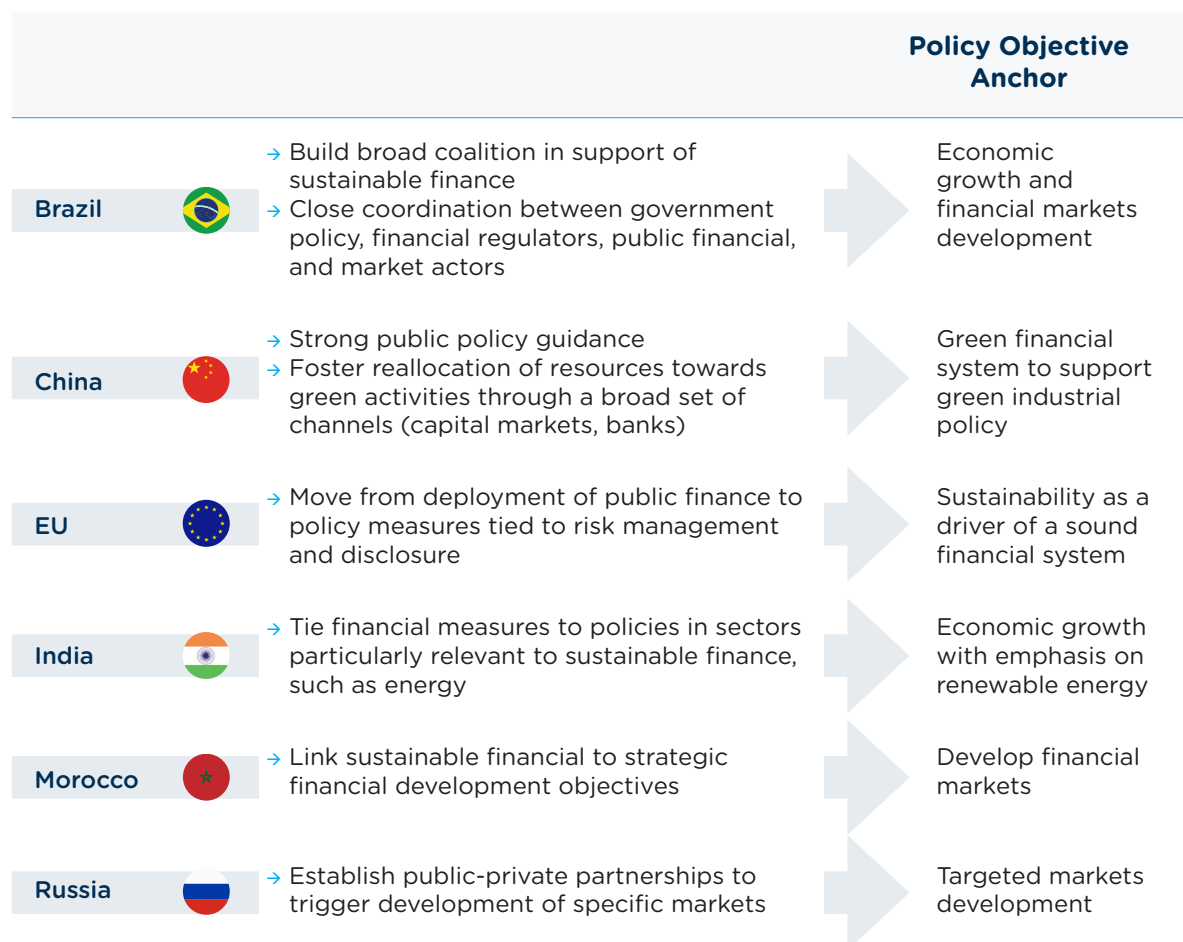 Policy Objective
Anchor
Brazil
→ Build broad coalition in support of
sustainable finance
→ Close coordination between government
policy, financial regulators, public financial,
and market actors
Economic
growth and
financial markets
development
China
→ Strong public policy guidance
→ Foster reallocation of resources towards
green activities through a broad set of
channels (capital markets, banks)
Green financial
system to support
green industrial
policy
EU
→ Move from deployment of public finance to
policy measures tied to risk management
and disclosure
Sustainability as a
driver of a sound
financial system
India
→ Tie financial measures to policies in sectors
particularly relevant to sustainable finance,
such as energy
Economic growth
with emphasis on
renewable energy
Morocco
→ Link sustainable financial to strategic
financial development objectives
Develop financial
markets
Russia
→ Establish public-private partnerships to
trigger development of specific markets
Targeted markets
development